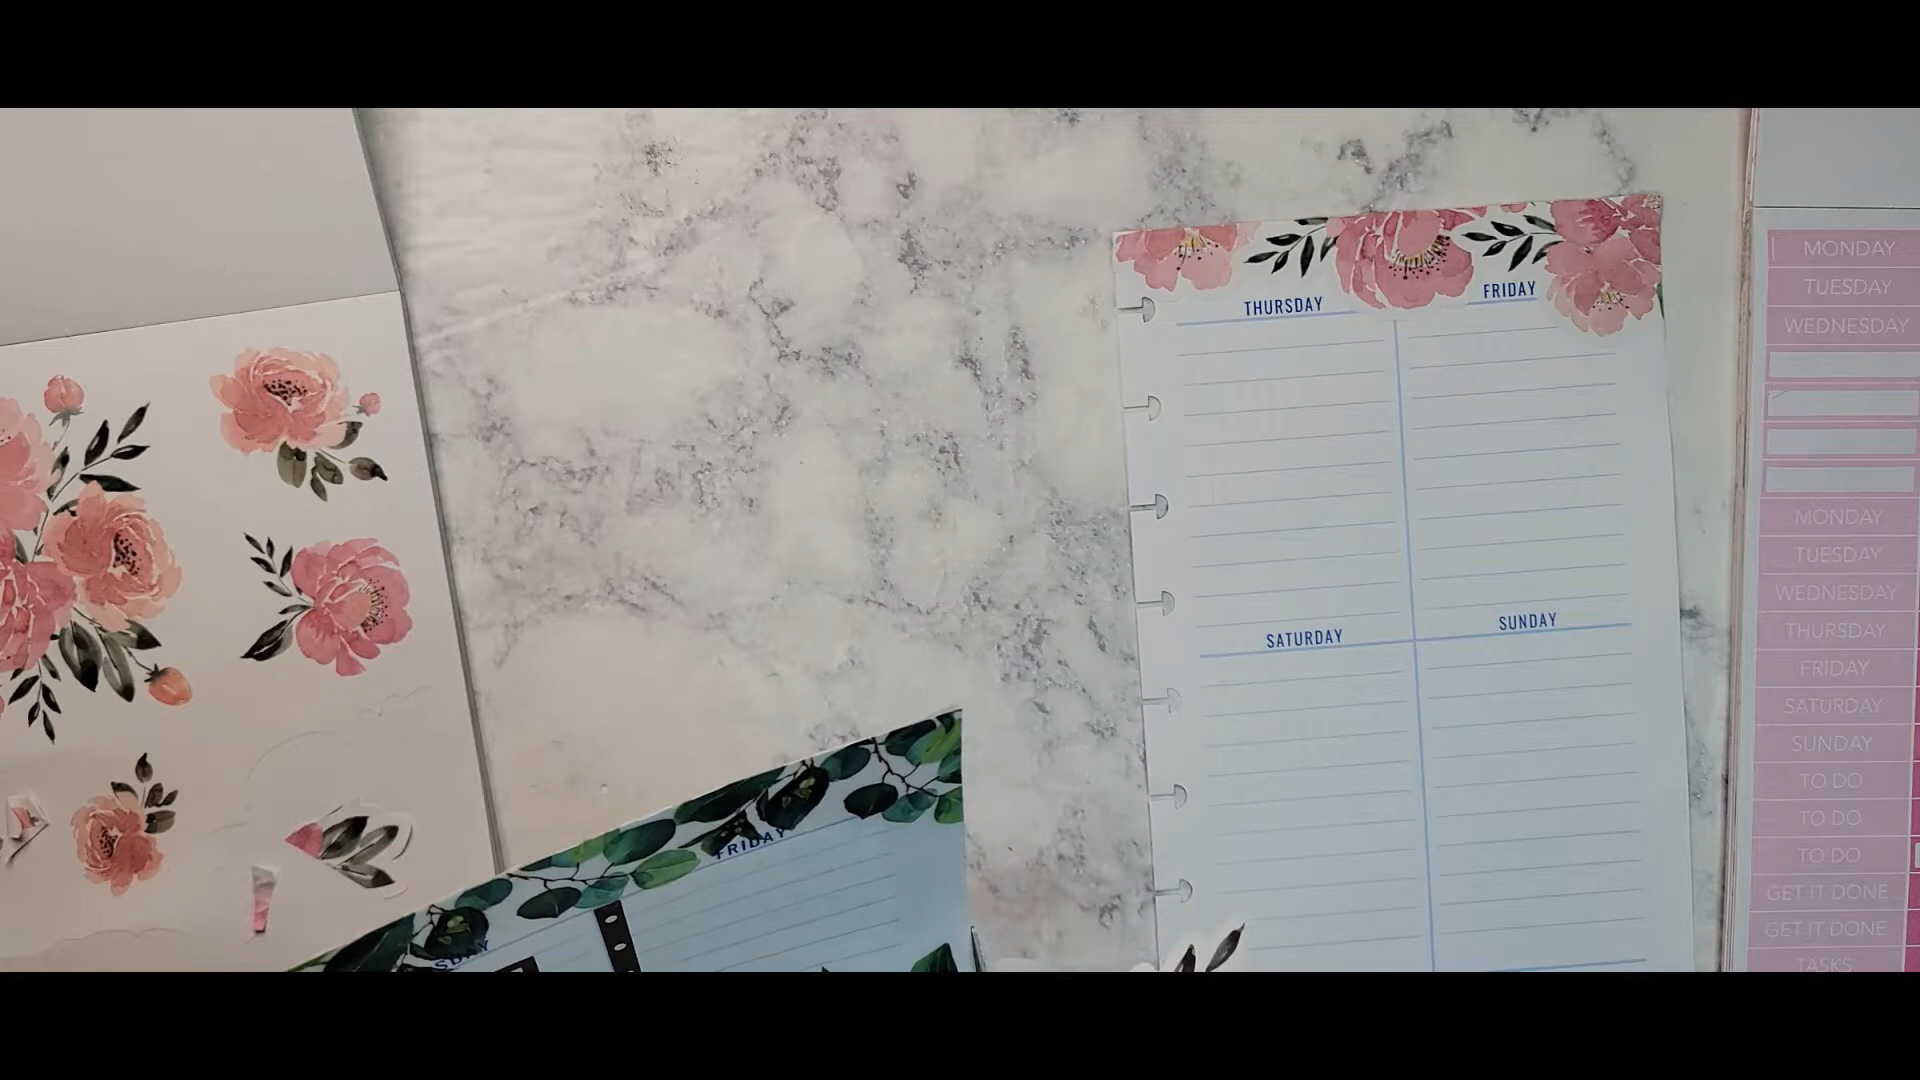 THURSDAY
FRIDAY
SATURDAY
SUNDAY
FRIDAY
SDAY
MONDAY
TUESDAY
WEDNESDAY
MONDAY
TUESDAY
WEDNESDAY
THURSDAY
FRIDAY
SATURDAY
SUNDAY
TO DO
TO DO
TO DO
GET IT DONE
GET IT DONE
TASKS